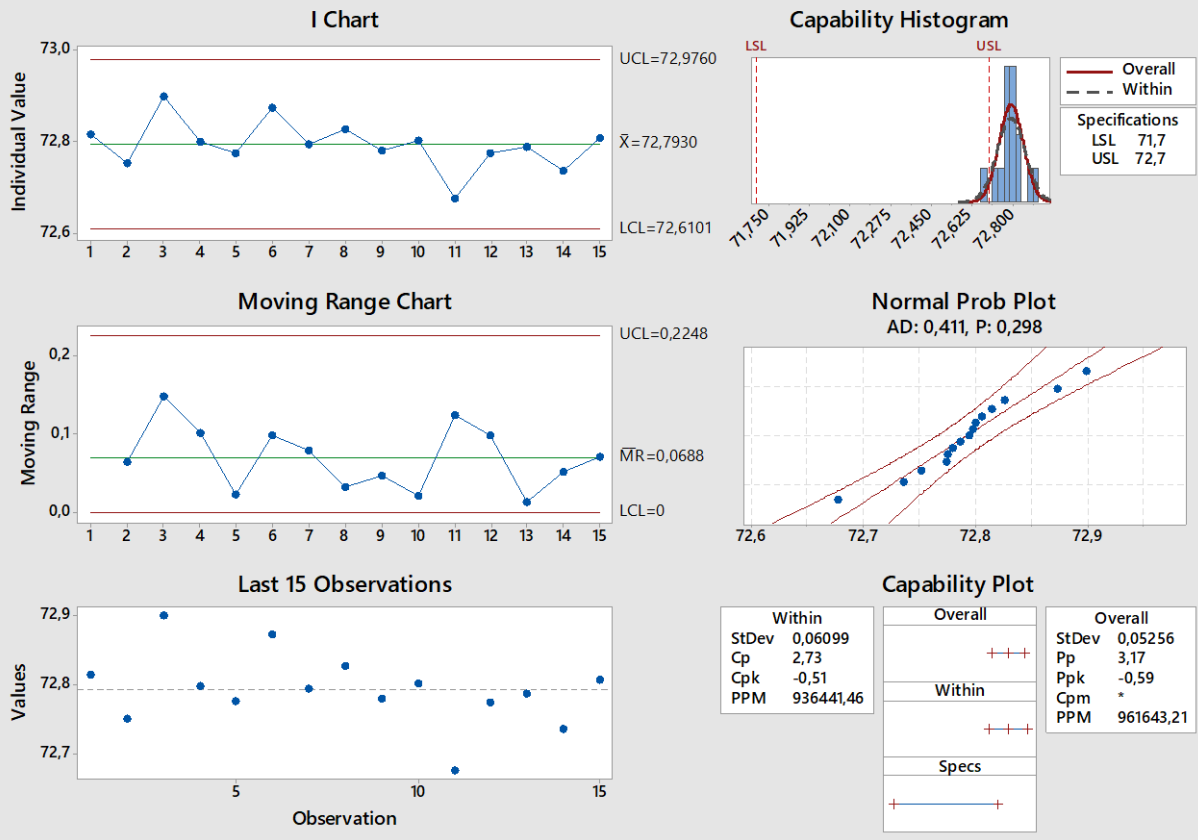 I Chart
Individual Value
73,0
72,8
72,6
UCL=72,9760
X̄=72,7930
LCL=72,6101
1 2 3 4 5 6 7 8 9 10 11 12 13 14 15
Capability Histogram
LSL USL
71,750 71,925 72,100 72,275 72,450 72,625 72,800
Overall
Within
Specifications
LSL 71,7
USL 72,7
Moving Range Chart
Moving Range
0,2
0,1
0,0
UCL=0,2248
M̄R̄=0,0688
LCL=0
1 2 3 4 5 6 7 8 9 10 11 12 13 14 15
Normal Prob Plot
AD: 0,411, P: 0,298
72,6 72,7 72,8 72,9
Last 15 Observations
Values
72,9
72,8
72,7
5 10 15
Observation
Capability Plot
Within
StDev 0,06099
Cp 2,73
Cpk -0,51
PPM 936441,46
Overall
Within
Specs
Overall
StDev 0,05256
Pp 3,17
Ppk -0,59
Cpm *
PPM 961643,21